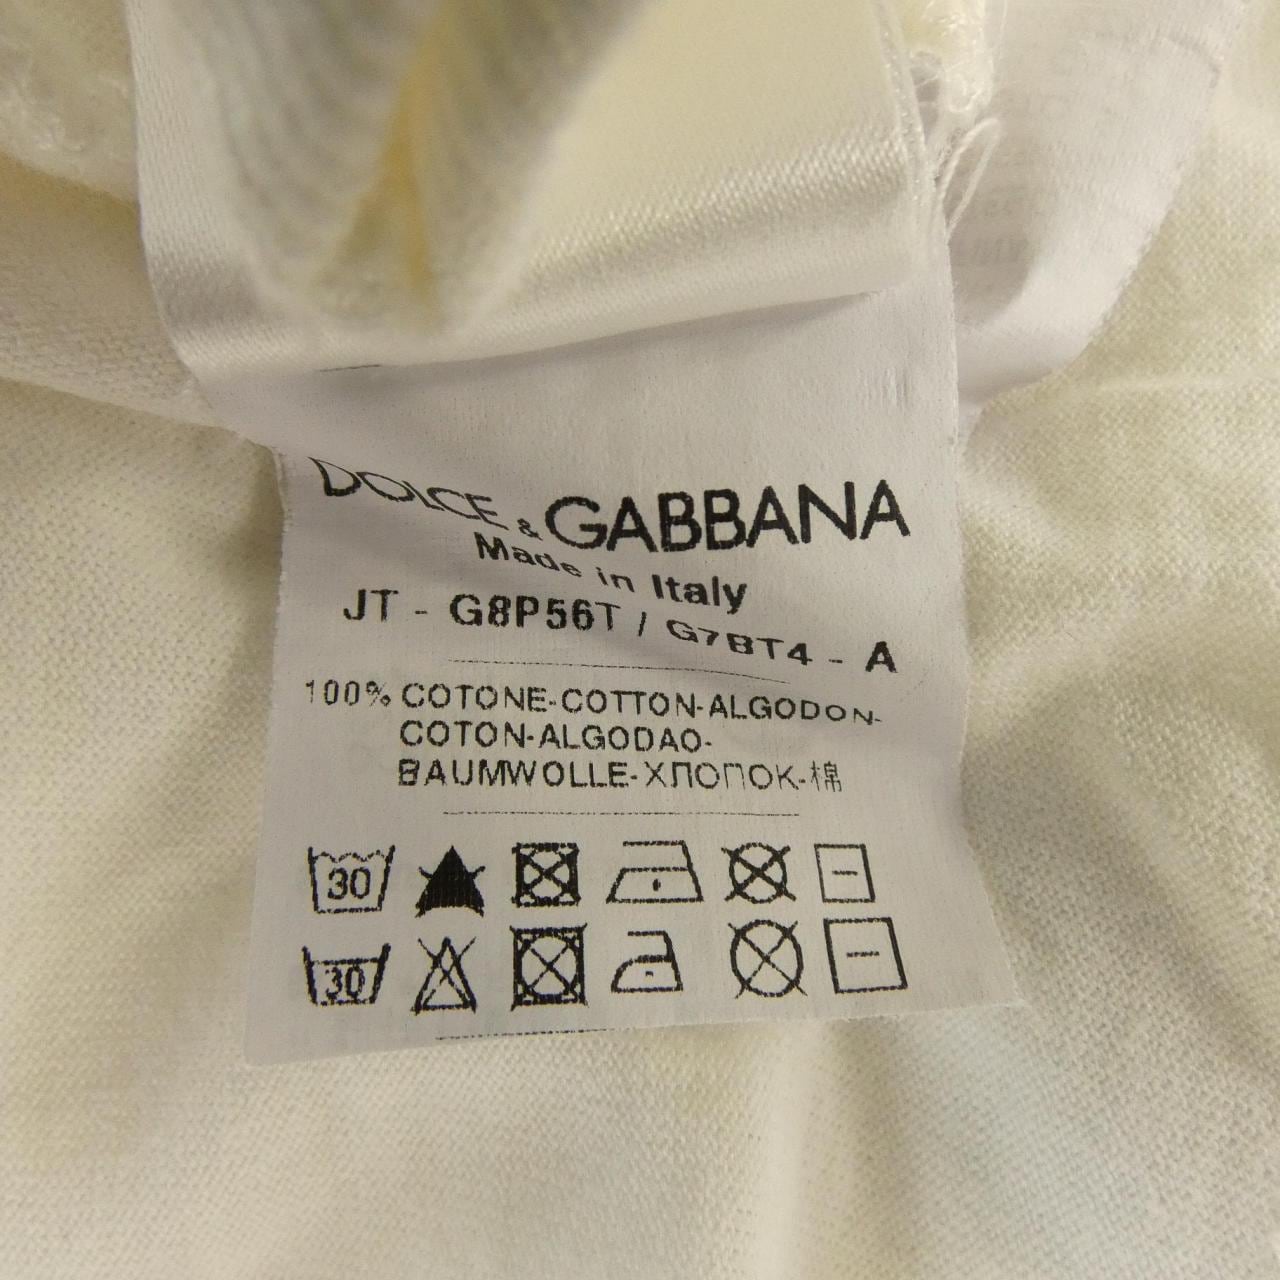 DOLCE & GABBANA
Made in Italy
JT - G8P56T / G7BT4 - A
100% COTONE-COTTON-ALGODON-
COTON-ALGODAO-
BAUMWOLLE-ХЛОПОК-棉
30
30